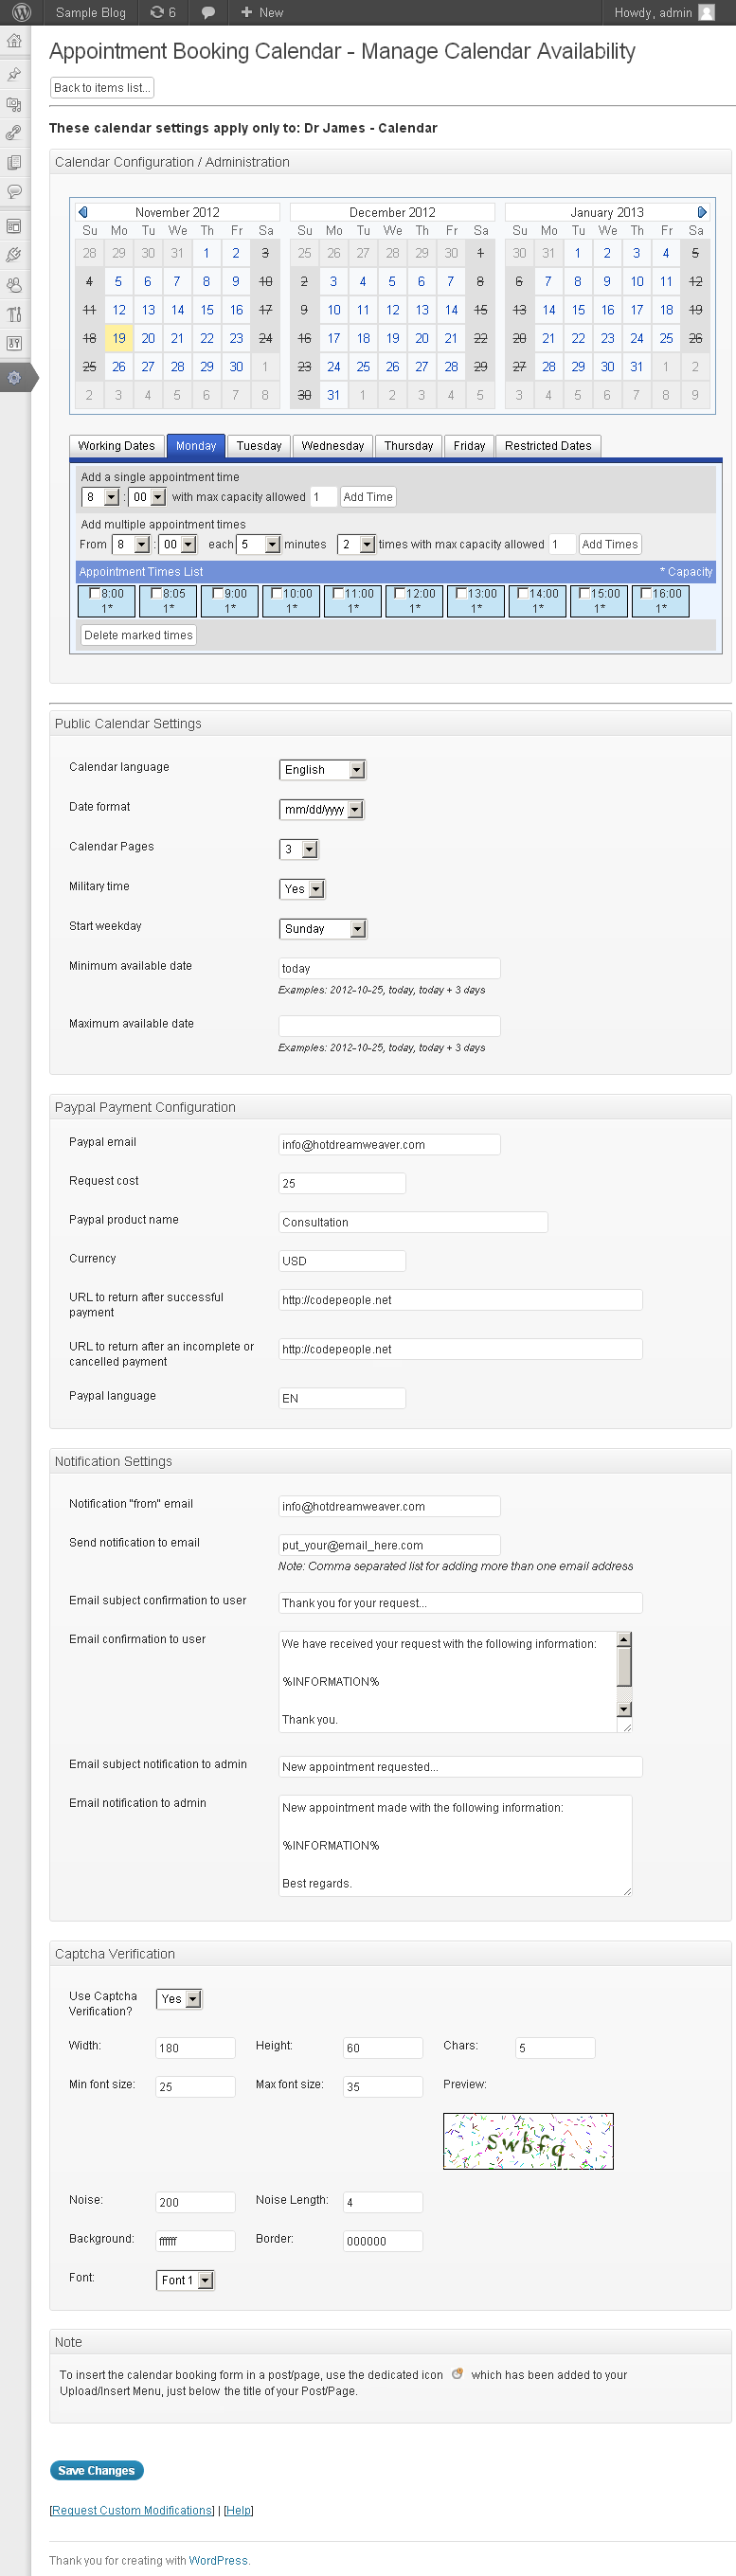 Sample Blog 6 New Howdy, admin
Appointment Booking Calendar - Manage Calendar Availability
Back to items list...
These calendar settings apply only to: Dr James - Calendar
Calendar Configuration / Administration
November 2012 December 2012 January 2013
Su Mo Tu We Th Fr Sa Su Mo Tu We Th Fr Sa Su Mo Tu We Th Fr Sa
28 29 30 31 1 2 3 25 26 27 28 29 30 1 30 31 1 2 3 4 5
4 5 6 7 8 9 10 2 3 4 5 6 7 8 6 7 8 9 10 11 12
11 12 13 14 15 16 17 9 10 11 12 13 14 15 13 14 15 16 17 18 19
18 19 20 21 22 23 24 16 17 18 19 20 21 22 20 21 22 23 24 25 26
25 26 27 28 29 30 1 23 24 25 26 27 28 29 27 28 29 30 31 1 2
2 3 4 5 6 7 8 30 31 1 2 3 4 5 3 4 5 6 7 8 9
Working Dates Monday Tuesday Wednesday Thursday Friday Restricted Dates
Add a single appointment time
8 : 00 with max capacity allowed 1 Add Time
Add multiple appointment times
From 8 : 00 each 5 minutes 2 times with max capacity allowed 1 Add Times
Appointment Times List * Capacity
8:00 8:05 9:00 10:00 11:00 12:00 13:00 14:00 15:00 16:00
1* 1* 1* 1* 1* 1* 1* 1* 1* 1*
Delete marked times
Public Calendar Settings
Calendar language English
Date format mm/dd/yyyy
Calendar Pages 3
Military time Yes
Start weekday Sunday
Minimum available date today
Examples: 2012-10-25, today, today + 3 days
Maximum available date
Examples: 2012-10-25, today, today + 3 days
Paypal Payment Configuration
Paypal email info@hotdreamweaver.com
Request cost 25
Paypal product name Consultation
Currency USD
URL to return after successful http://codepeople.net
payment
URL to return after an incomplete or http://codepeople.net
cancelled payment
Paypal language EN
Notification Settings
Notification "from" email info@hotdreamweaver.com
Send notification to email put_your@email_here.com
Note: Comma separated list for adding more than one email address
Email subject confirmation to user Thank you for your request...
Email confirmation to user We have received your request with the following information:
%INFORMATION%
Thank you.
Email subject notification to admin New appointment requested...
Email notification to admin New appointment made with the following information:
%INFORMATION%
Best regards.
Captcha Verification
Use Captcha Yes
Verification?
Width: 180 Height: 60 Chars: 5
Min font size: 25 Max font size: 35 Preview:
swbfq
Noise: 200 Noise Length: 4
Background: ffffff Border: 000000
Font: Font 1
Note
To insert the calendar booking form in a post/page, use the dedicated icon which has been added to your
Upload/Insert Menu, just below the title of your Post/Page.
Save Changes
[Request Custom Modifications] | [Help]
Thank you for creating with WordPress.